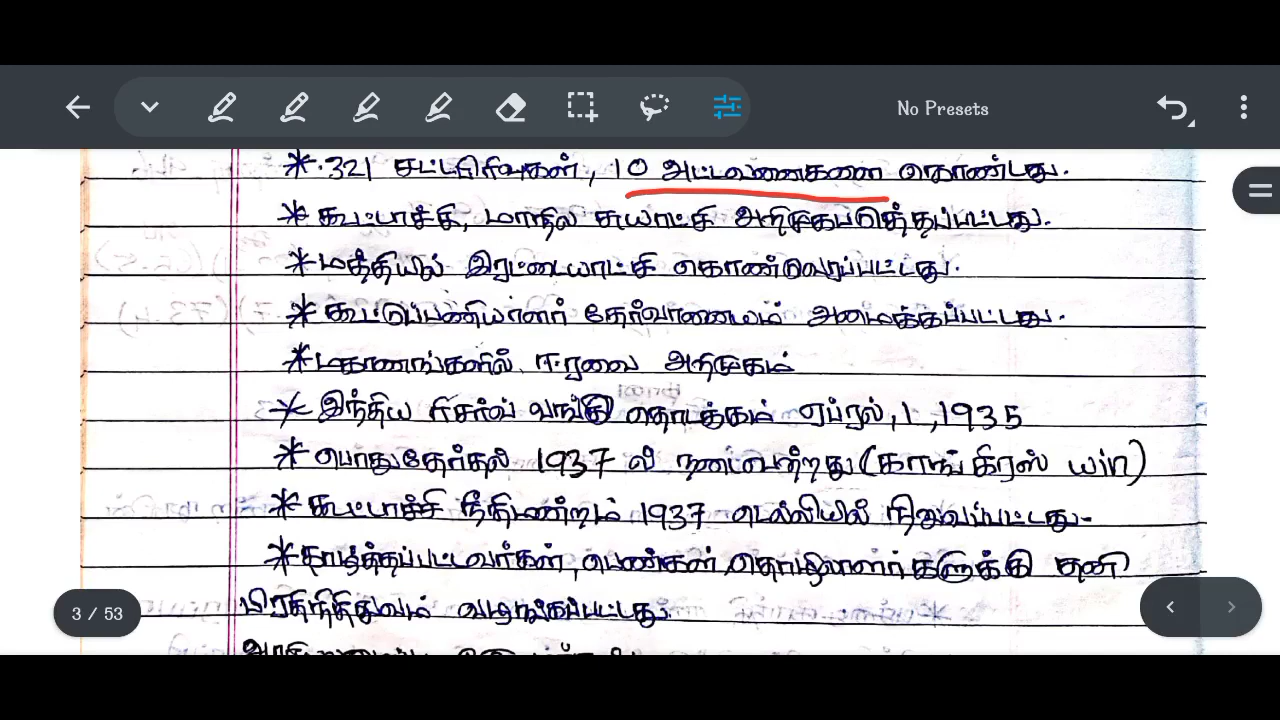 No Presets
* 321 சட்டபிரிவுகள், 10 அட்டவணைகளை கொண்டது.
* கூட்டாட்சி, மாநில சுயாட்சி அறிமுகபடுத்தப்பட்டது.
* மத்தியில் இரட்டையாட்சி கொண்டுவரப்பட்டது.
* கூட்டுப்பணியாளர் தேர்வாணையம் அமைக்கப்பட்டது.
* மகாணங்களில் ஈரவை அறிமுகம்
* இந்திய ரிசர்வ் வங்கி தொடக்கம் ஏப்ரல், 1, 1935
* பொதுதேர்தல் 1937 ல் நடைபெற்றது (காங்கிரஸ் win)
* கூட்டாட்சி நீதிமன்றம் 1937 டெல்லியில் நிறுவப்பட்டது.
* தாழ்த்தப்பட்டவர்கள், பெண்கள், தொழிலாளர்களுக்கு தனி
பிரதிநிதித்துவம் வழங்கப்பட்டது.
3 / 53